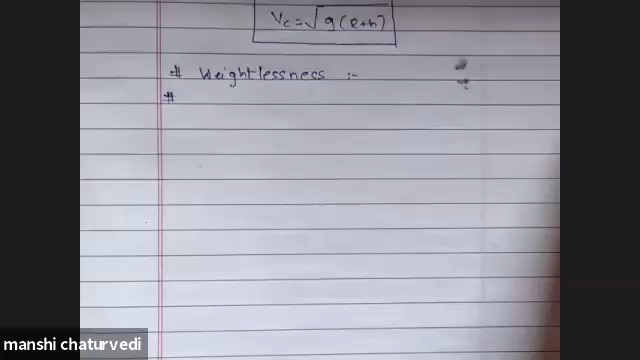 Vc = √g(R+h)
# Weightlessness :-
#
manshi chaturvedi